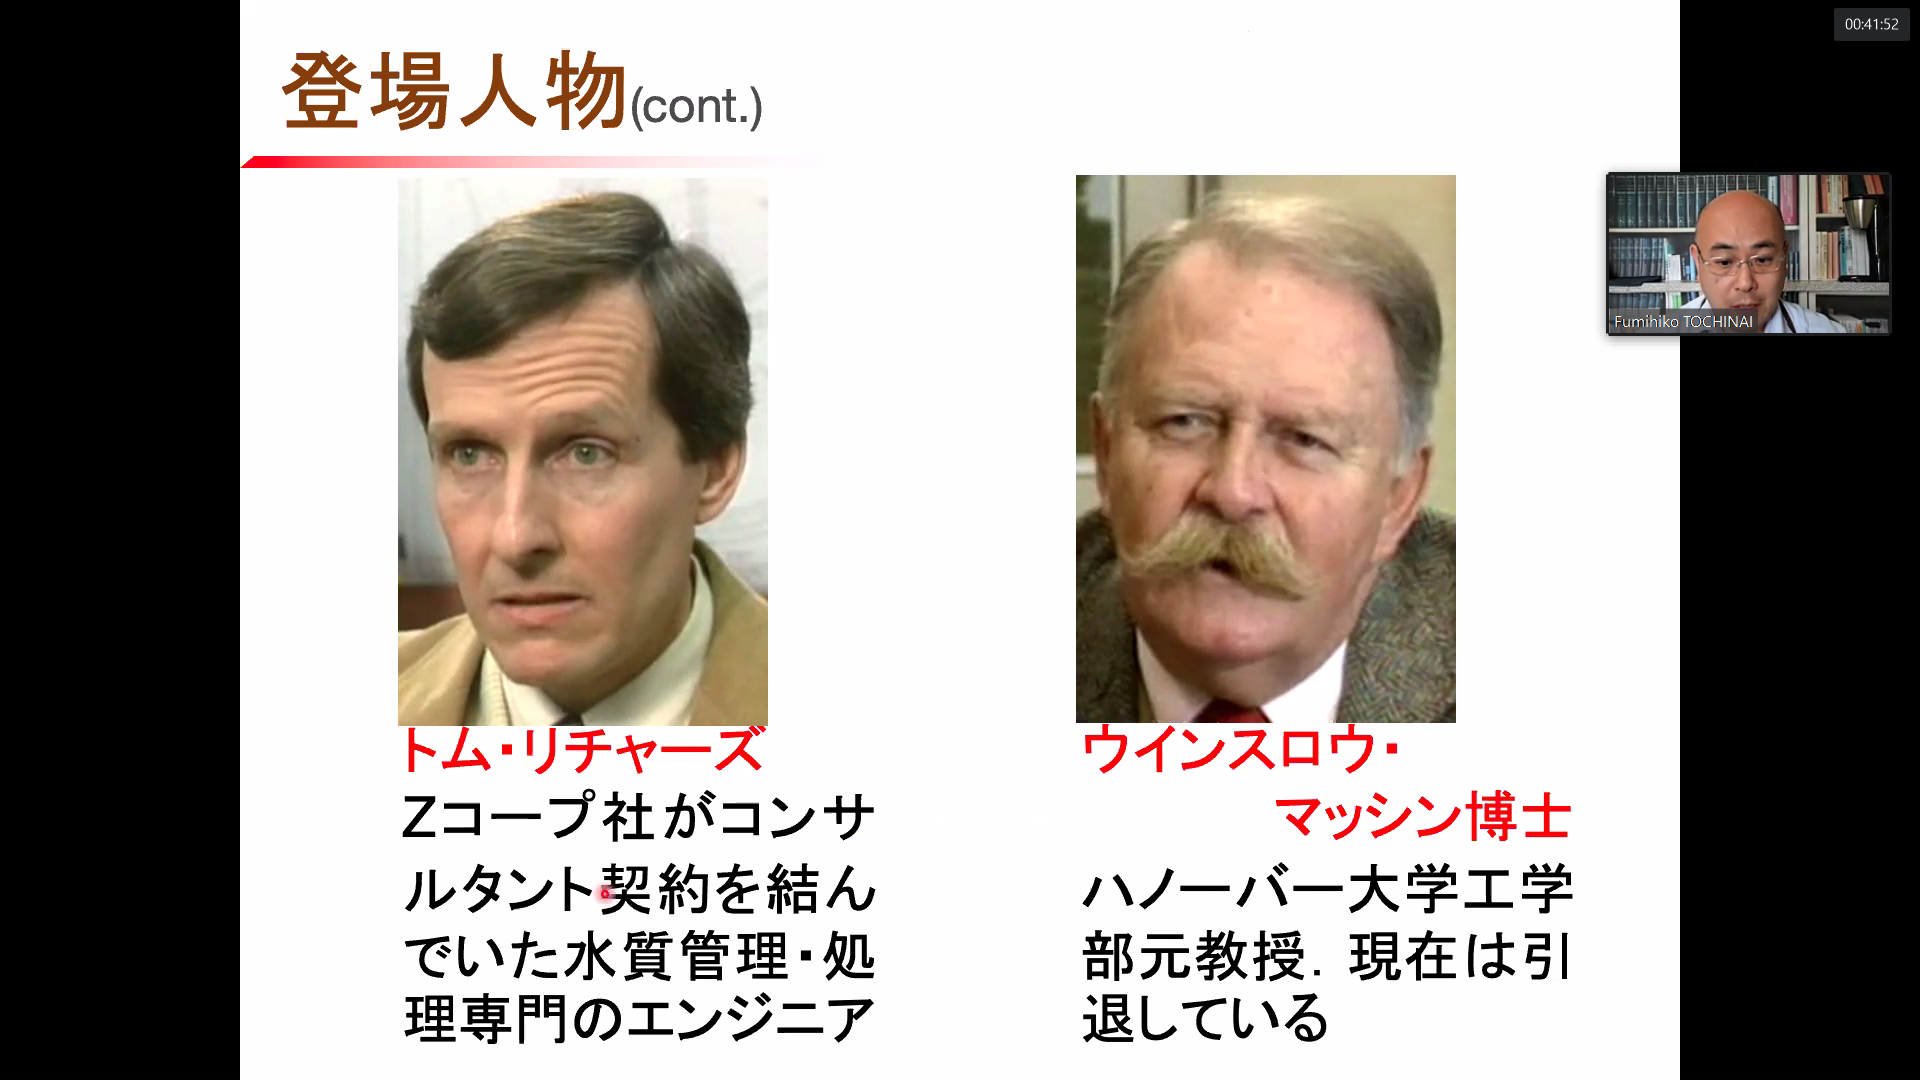 00:41:52
登場人物(cont.)
Fumihiko TOCHINAI
トム・リチャーズ
Zコープ社がコンサ
ルタント契約を結ん
でいた水質管理・処
理専門のエンジニア
ウインスロウ・
マッシン博士
ハノーバー大学工学
部元教授．現在は引
退している